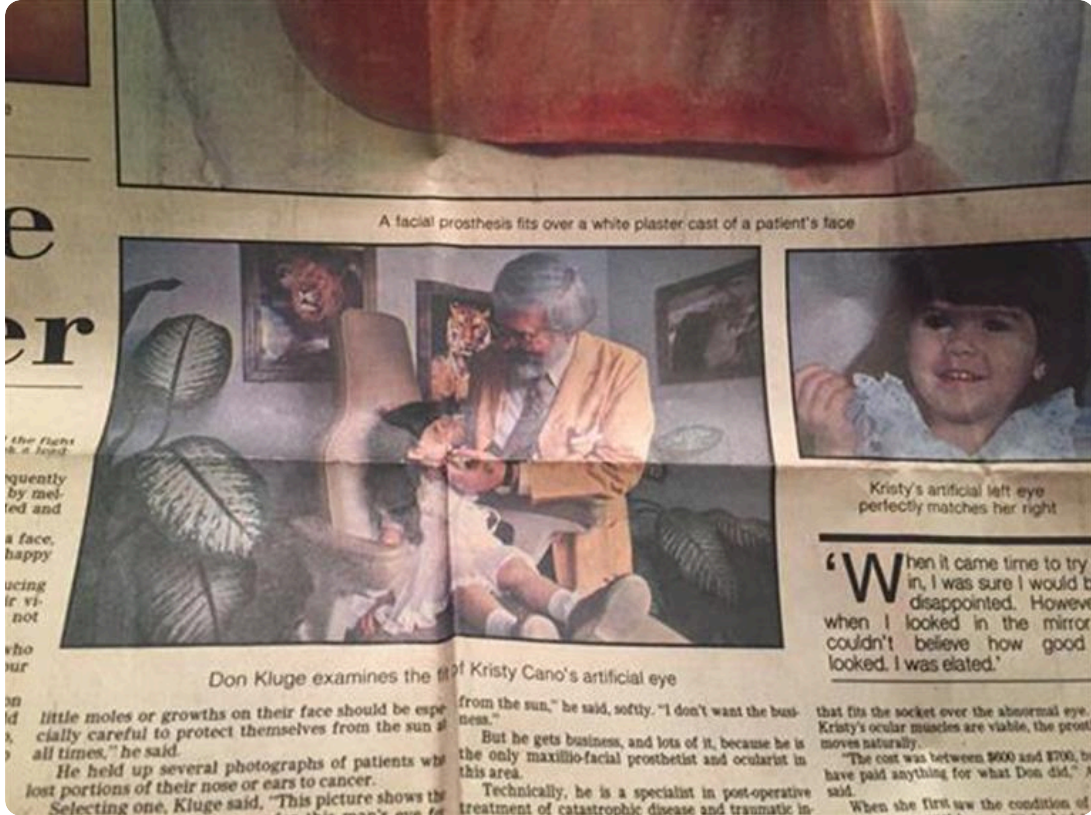 e
er
A facial prosthesis fits over a white plaster cast of a patient's face
the fight
quently
by mel-
ed and
a face,
happy
ucing
ir vi-
not
who
our
on
Don Kluge examines the fit of Kristy Cano's artificial eye
little moles or growths on their face should be espe
cially careful to protect themselves from the sun a
all times," he said.
He held up several photographs of patients wh
lost portions of their nose or ears to cancer.
Selecting one, Kluge said, "This picture shows the
from the sun," he said, softly. "I don't want the busi-
ness."
But he gets business, and lots of it, because he is
the only maxillio-facial prosthetist and ocularist in
this area.
Technically, he is a specialist in post-operative
treatment of catastrophic disease and traumatic in-
Kristy's artificial left eye
perfectly matches her right
'When it came time to try
in, I was sure I would b
disappointed. Howev
when I looked in the mirror
couldn't believe how good
looked. I was elated.'
that fits the socket over the abnormal eye
Kristy's ocular muscles are viable, the pros
moves naturally.
"The cost was between $600 and $700, b
have paid anything for what Don did,"
said.
When she first saw the condition of